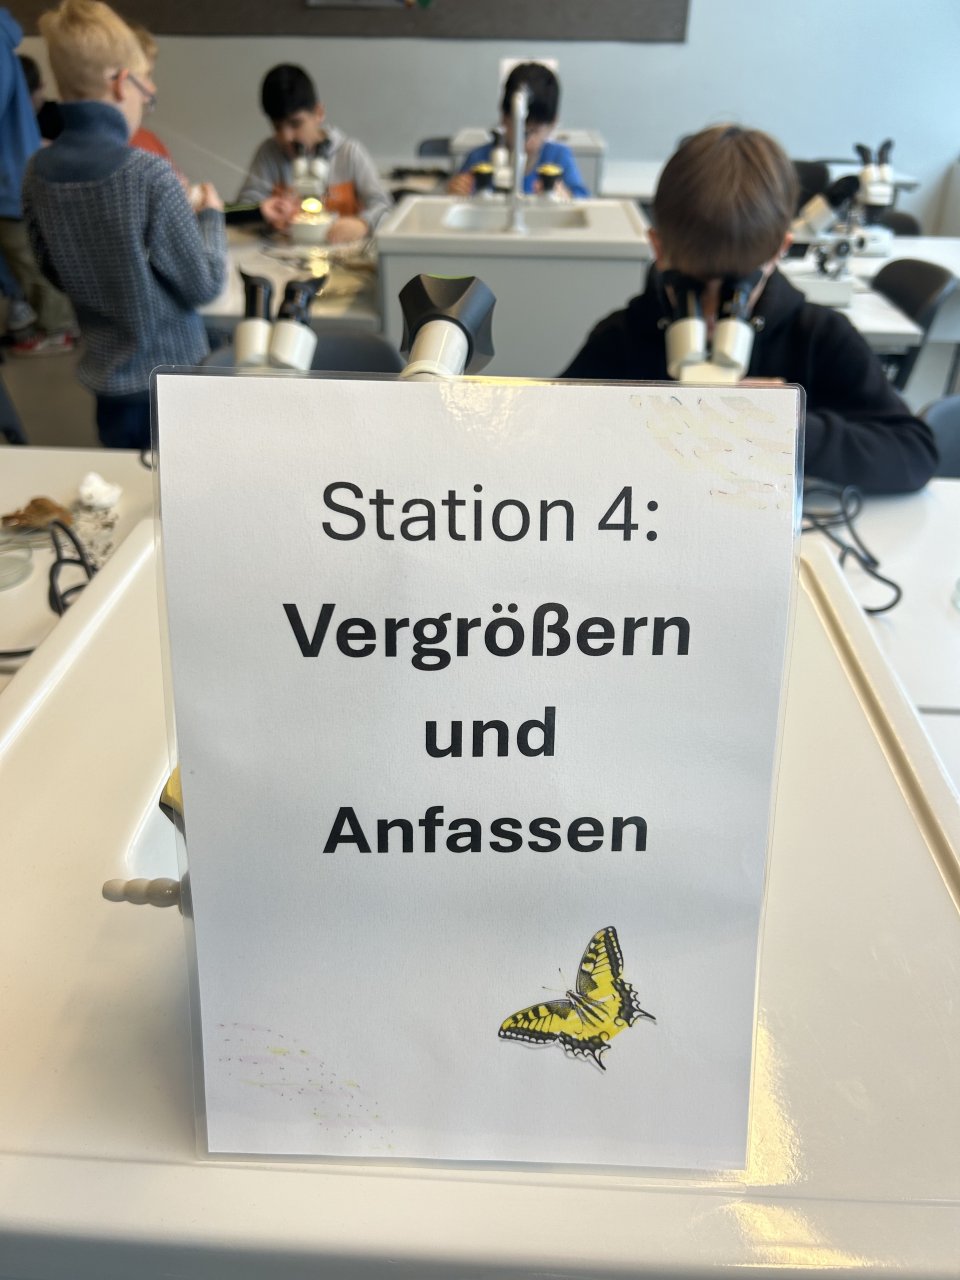 Station 4:
Vergrößern
und
Anfassen